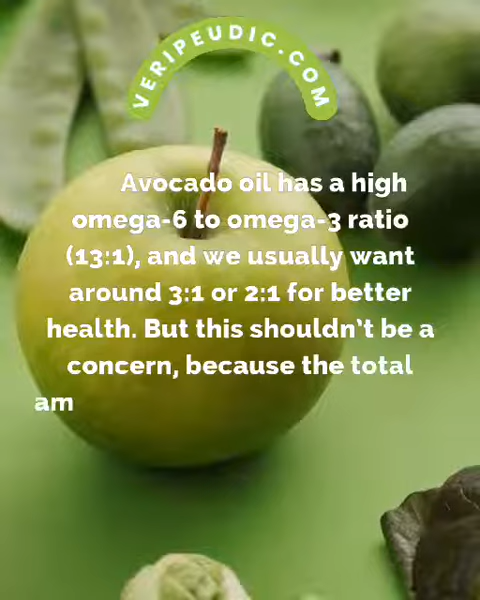 VERIPEUDIC.COM
Avocado oil has a high
omega-6 to omega-3 ratio
(13:1), and we usually want
around 3:1 or 2:1 for better
health. But this shouldn't be a
concern, because the total
am